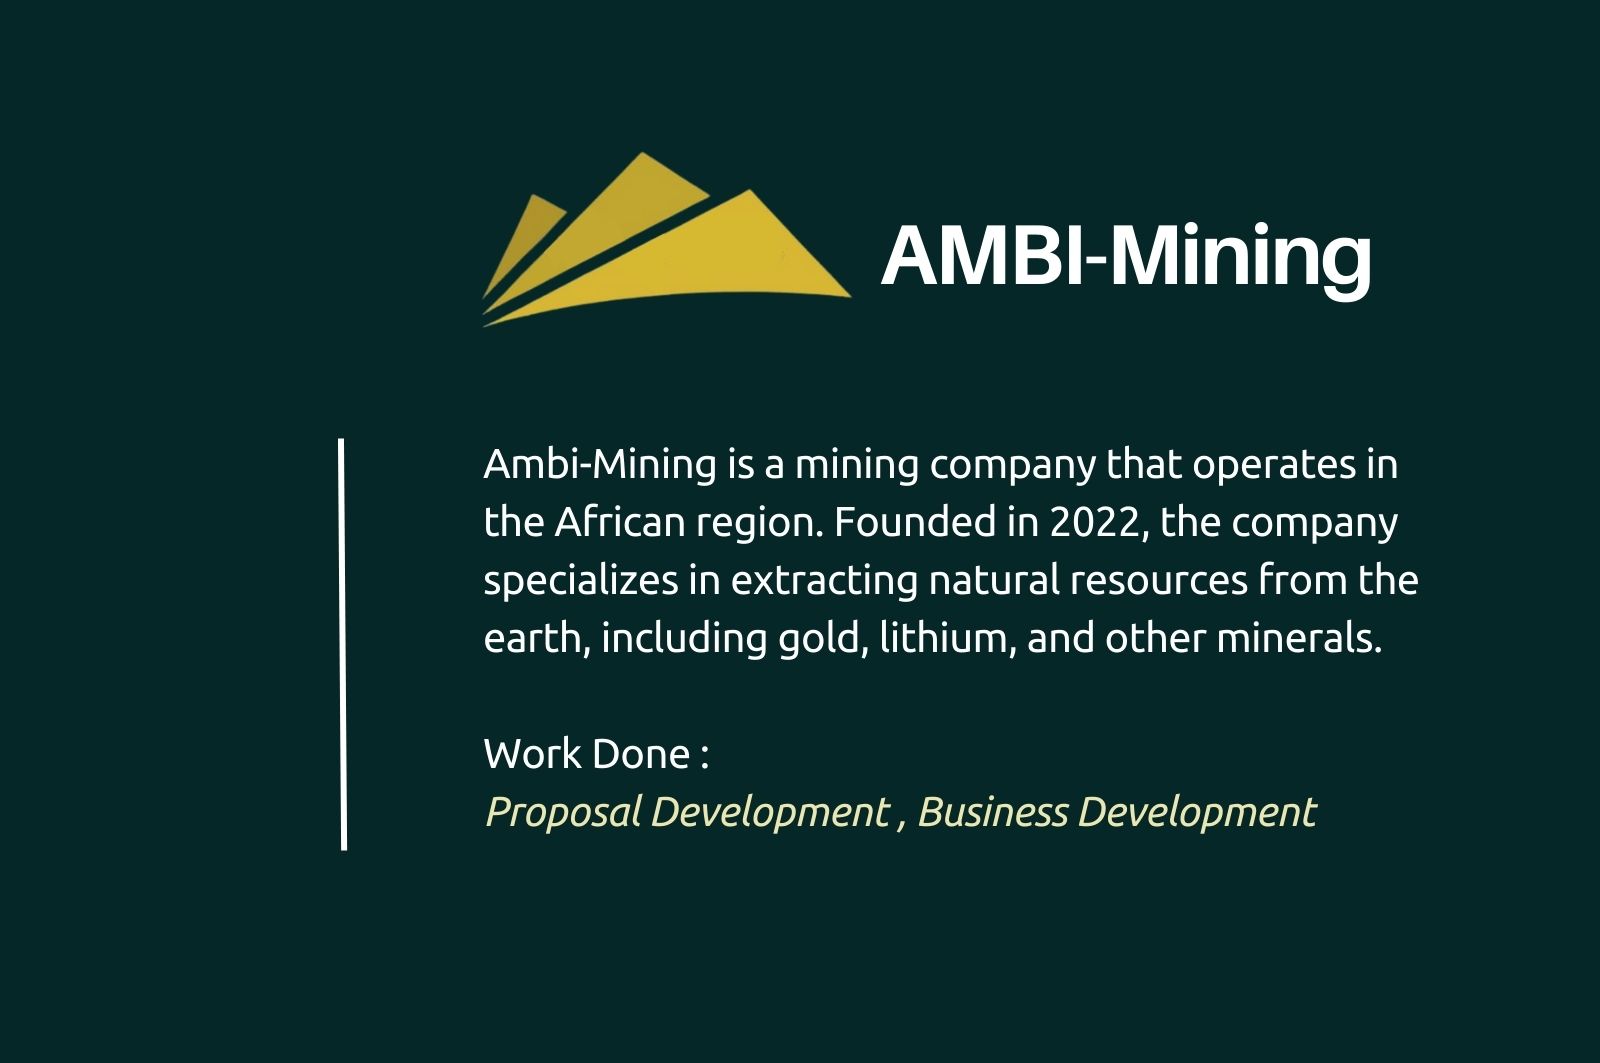 AMBI-Mining
Ambi-Mining is a mining company that operates in
the African region. Founded in 2022, the company
specializes in extracting natural resources from the
earth, including gold, lithium, and other minerals.
Work Done :
Proposal Development , Business Development